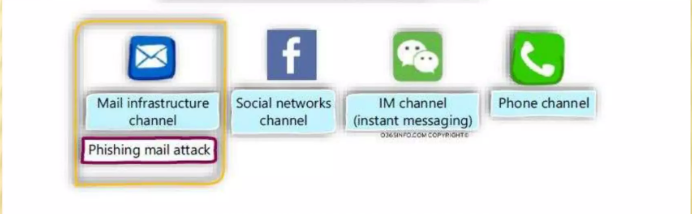 Mail infrastructure
channel
Phishing mail attack
Social networks
channel
IM channel
(instant messaging)
O365INFO.COM COPYRIGHTS
Phone channel